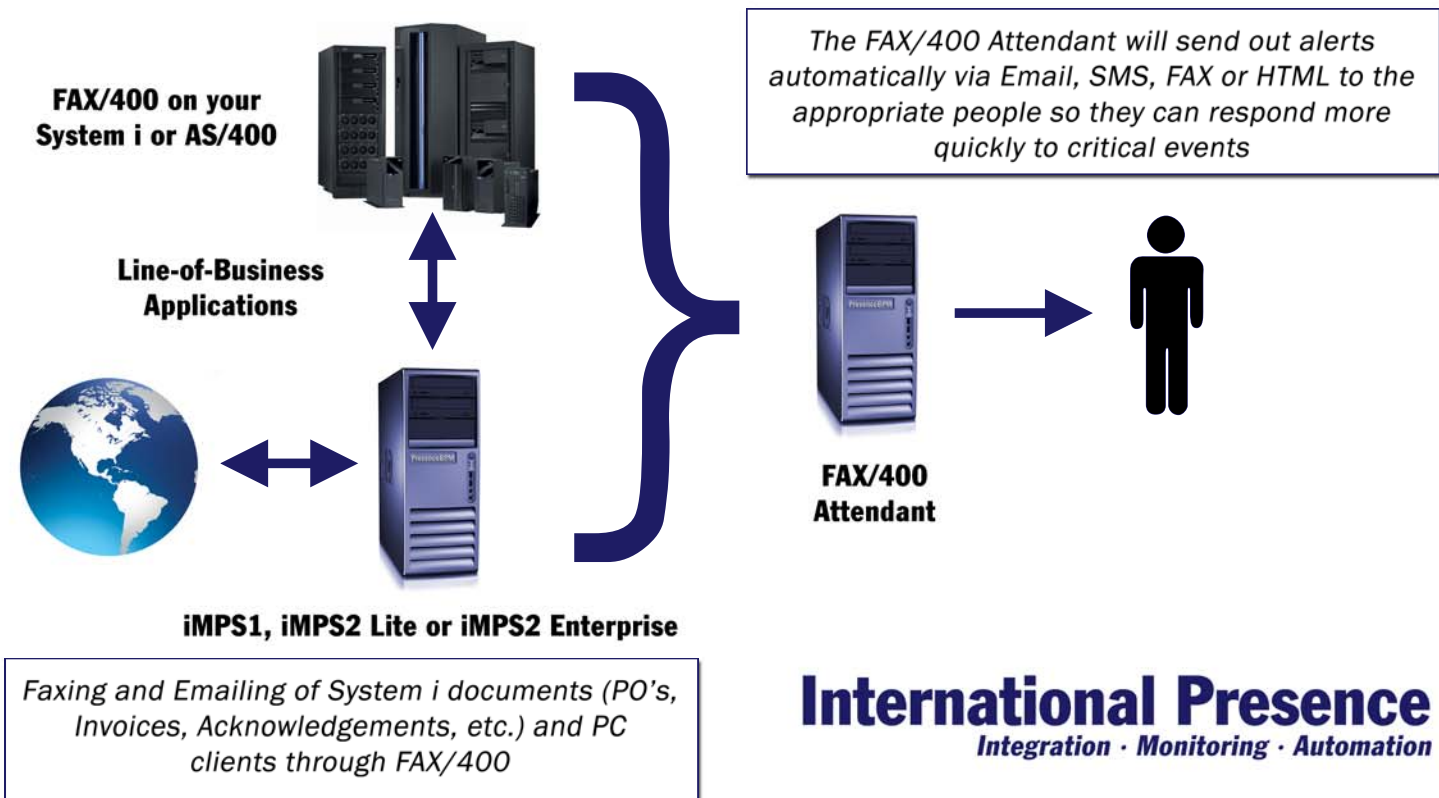 FAX/400 on your
System i or AS/400
The FAX/400 Attendant will send out alerts
automatically via Email, SMS, FAX or HTML to the
appropriate people so they can respond more
quickly to critical events
Line-of-Business
Applications
PresenceBPM
PresenceBPM
FAX/400
Attendant
iMPS1, iMPS2 Lite or iMPS2 Enterprise
Faxing and Emailing of System i documents (PO's,
Invoices, Acknowledgements, etc.) and PC
clients through FAX/400
International Presence
Integration · Monitoring · Automation